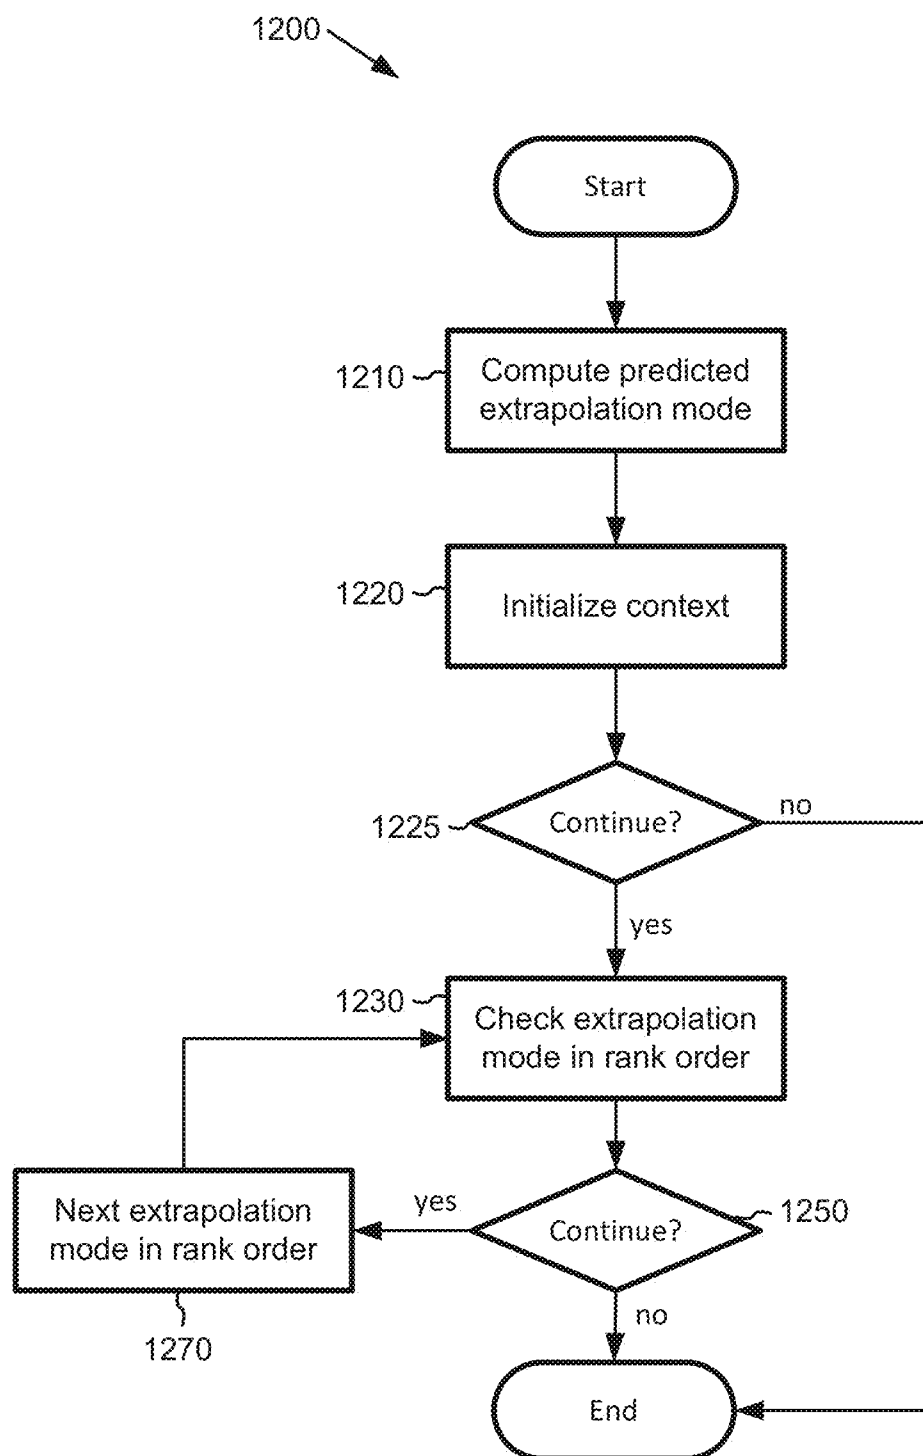 1200
Start
1210
Compute predicted
extrapolation mode
1220
Initialize context
1225
Continue?
no
yes
1230
Check extrapolation
mode in rank order
Next extrapolation
mode in rank order
1270
yes
Continue?
1250
no
End